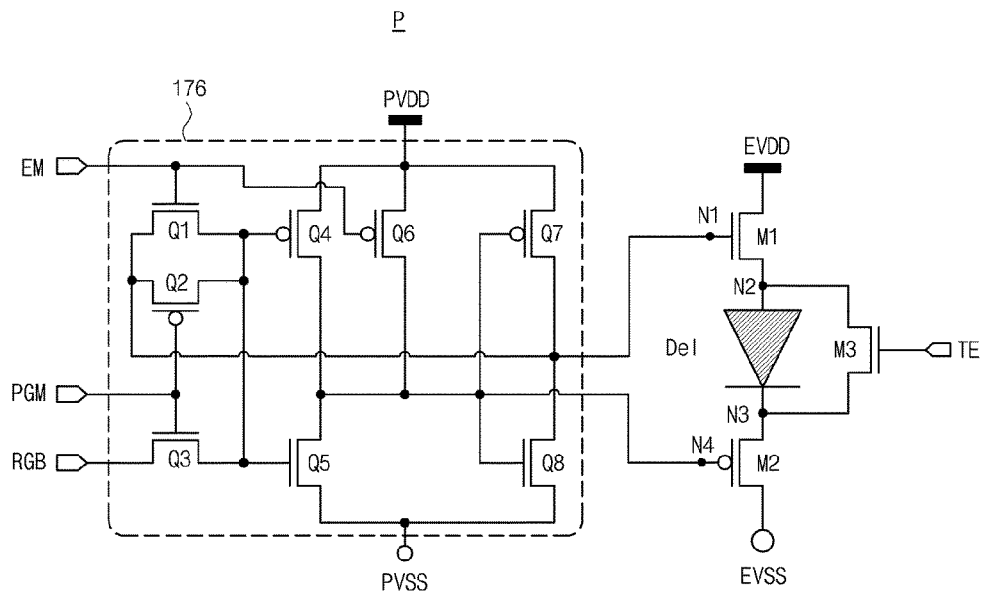 P
176
PVDD
EM
EVDD
Q1
Q4
Q6
Q7
N1
M1
Q2
N2
Del
M3
TE
PGM
N3
RGB
Q3
Q5
Q8
N4
M2
PVSS
EVSS